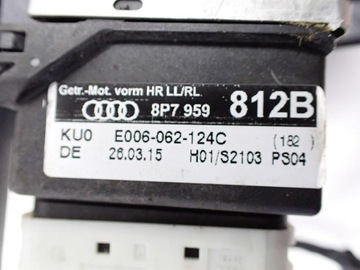 Getr.-Mot. vorm HR LL/RL
8P7 959 812B
KU0 E006-062-124C (182)
DE 26.03.15 H01/S2103 PS04